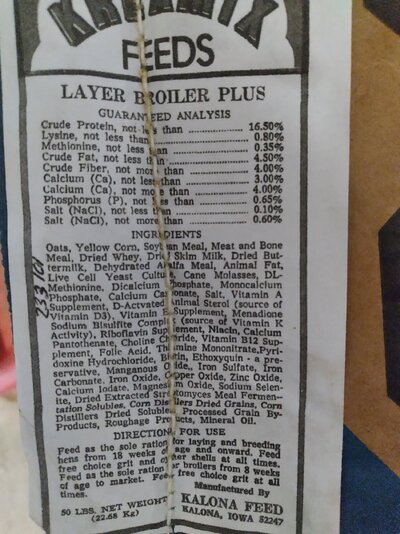 KRUZMIX
FEEDS
LAYER BROILER PLUS
GUARANTEED ANALYSIS
Crude Protein, not less than ........ 16.50%
Lysine, not less than ........ 0.80%
Methionine, not less than ........ 0.35%
Crude Fat, not less than ........ 4.50%
Crude Fiber, not more than ........ 4.00%
Calcium (Ca), not less than ........ 3.00%
Calcium (Ca), not more than ........ 4.00%
Phosphorus (P), not less than ........ 0.65%
Salt (NaCl), not less than ........ 0.10%
Salt (NaCl), not more than ........ 0.60%
INGREDIENTS
Oats, Yellow Corn, Soybean Meal, Meat and Bone
Meal, Dried Whey, Dried Skim Milk, Dried But-
termilk, Dehydrated Alfalfa Meal, Animal Fat,
Live Cell Yeast Culture, Cane Molasses, DL-
Methionine, Dicalcium Phosphate, Monocalcium
Phosphate, Calcium Carbonate, Salt, Vitamin A
Supplement, D-Actvated Animal Sterol (source of
Vitamin D3), Vitamin E Supplement, Menadione
Sodium Bisulfite Complex (source of Vitamin K
Activity), Riboflavin Supplement, Niacin, Calcium
Pantothenate, Choline Chloride, Vitamin B12 Sup-
plement, Folic Acid, Thiamine Mononitrate,Pyri-
doxine Hydrochloride, Biotin, Ethoxyquin - a pre-
servative, Manganous Oxide, Iron Sulfate, Iron
Carbonate, Iron Oxide, Copper Oxide, Zinc Oxide,
Calcium Iodate, Magnesium Oxide, Sodium Selen-
ite, Dried Extracted Streptomyces Meal Fermen-
tation Solubles, Corn Distillers Dried Grains, Corn
Distillers Dried Solubles, Processed Grain By-
Products, Roughage Products, Mineral Oil.
DIRECTIONS FOR USE
Feed as the sole ration for laying and breeding
hens from 18 weeks of age and onward. Feed
free choice grit and oyster shells at all times.
Feed as the sole ration for broilers from 8 weeks
of age to market. Feed free choice grit at all
times.
Manufactured By
50 LBS. NET WEIGHT
(22.68 Kg)
KALONA FEED
KALONA, IOWA 52247